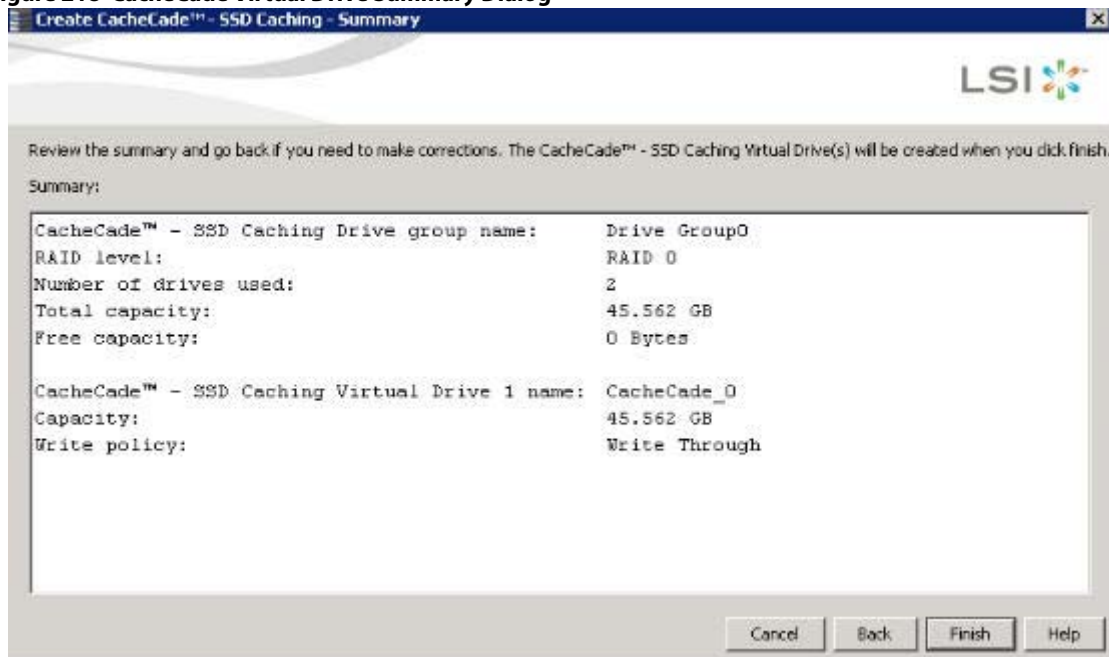 Create CacheCade™ - SSD Caching - Summary
LSI
Review the summary and go back if you need to make corrections. The CacheCade™ - SSD Caching Virtual Drive(s) will be created when you click finish.
Summary:
CacheCade™ - SSD Caching Drive group name: Drive Group0
RAID level: RAID 0
Number of drives used: 2
Total capacity: 45.562 GB
Free capacity: 0 Bytes
CacheCade™ - SSD Caching Virtual Drive 1 name: CacheCade_0
Capacity: 45.562 GB
Write policy: Write Through
Cancel Back Finish Help